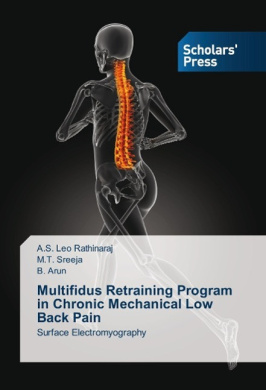 Scholars'
Press
A.S. Leo Rathinaraj
M.T. Sreeja
B. Arun
Multifidus Retraining Program
in Chronic Mechanical Low
Back Pain
Surface Electromyography